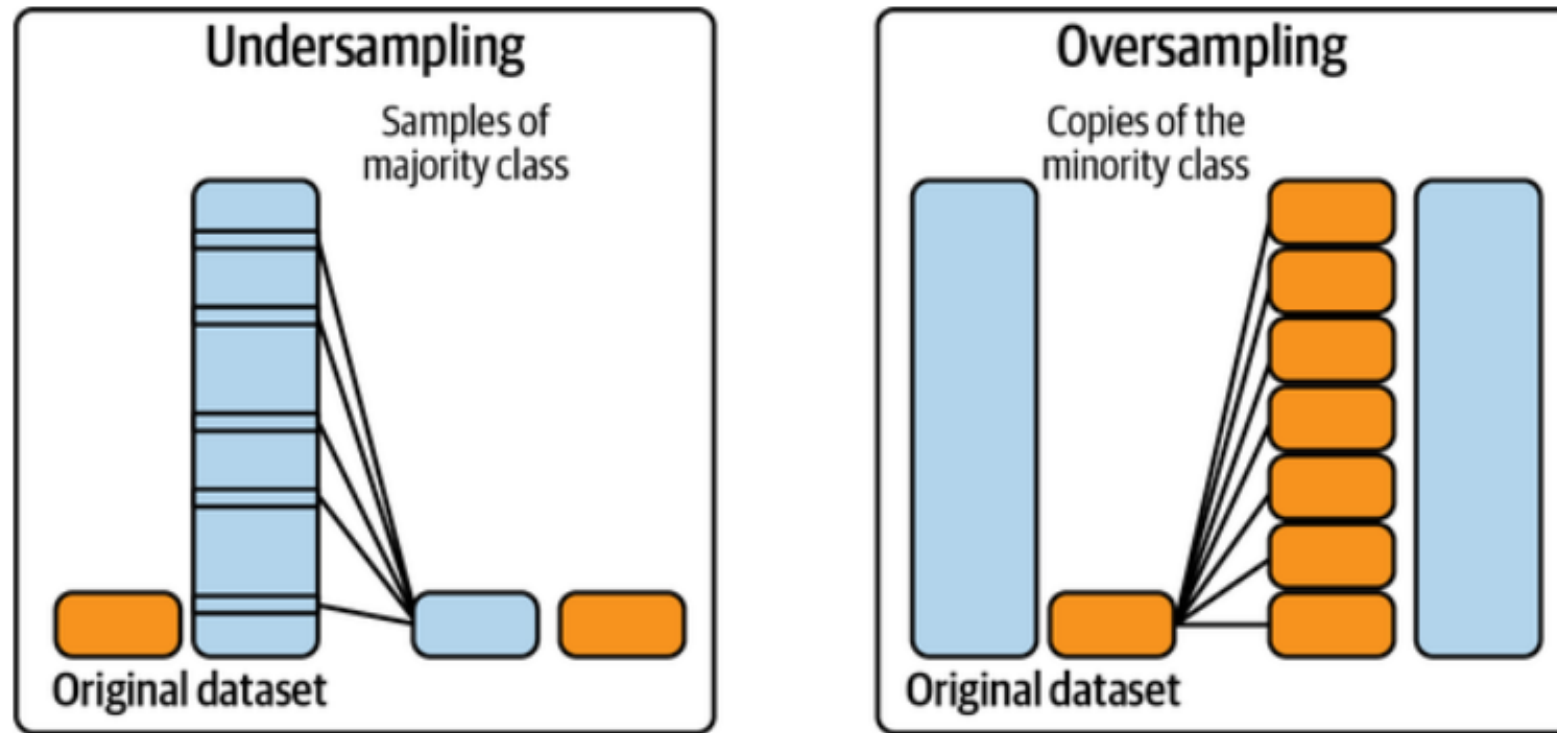 Undersampling
Samples of
majority class
Original dataset
Oversampling
Copies of the
minority class
Original dataset